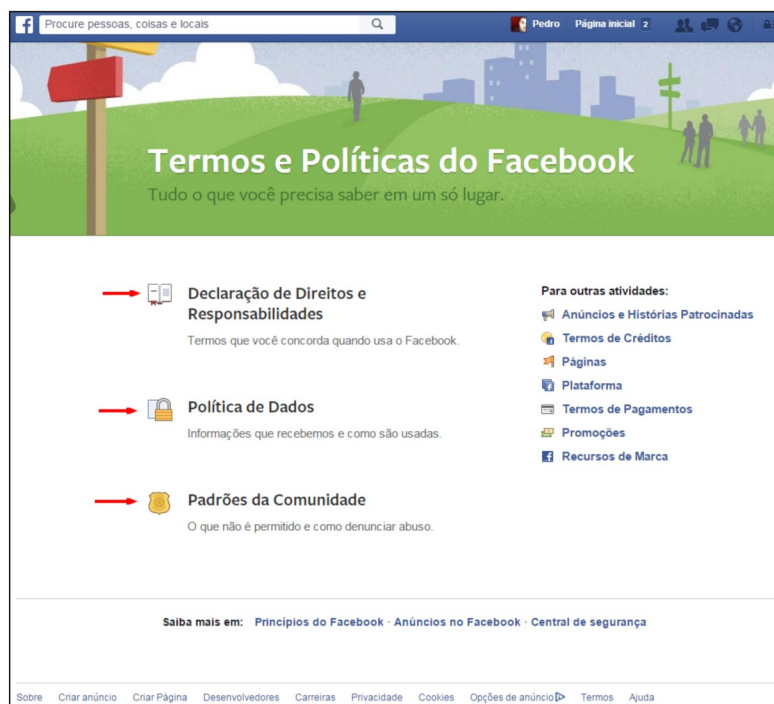 Procure pessoas, coisas e locais
Pedro Página inicial 2
Termos e Políticas do Facebook
Tudo o que você precisa saber em um só lugar.
Declaração de Direitos e
Responsabilidades
Termos que você concorda quando usa o Facebook.
Política de Dados
Informações que recebemos e como são usadas.
Padrões da Comunidade
O que não é permitido e como denunciar abuso.
Para outras atividades:
Anúncios e Histórias Patrocinadas
Termos de Créditos
Páginas
Plataforma
Termos de Pagamentos
Promoções
Recursos de Marca
Saiba mais em: Princípios do Facebook · Anúncios no Facebook · Central de segurança
Sobre Criar anúncio Criar Página Desenvolvedores Carreiras Privacidade Cookies Opções de anúncio Termos Ajuda